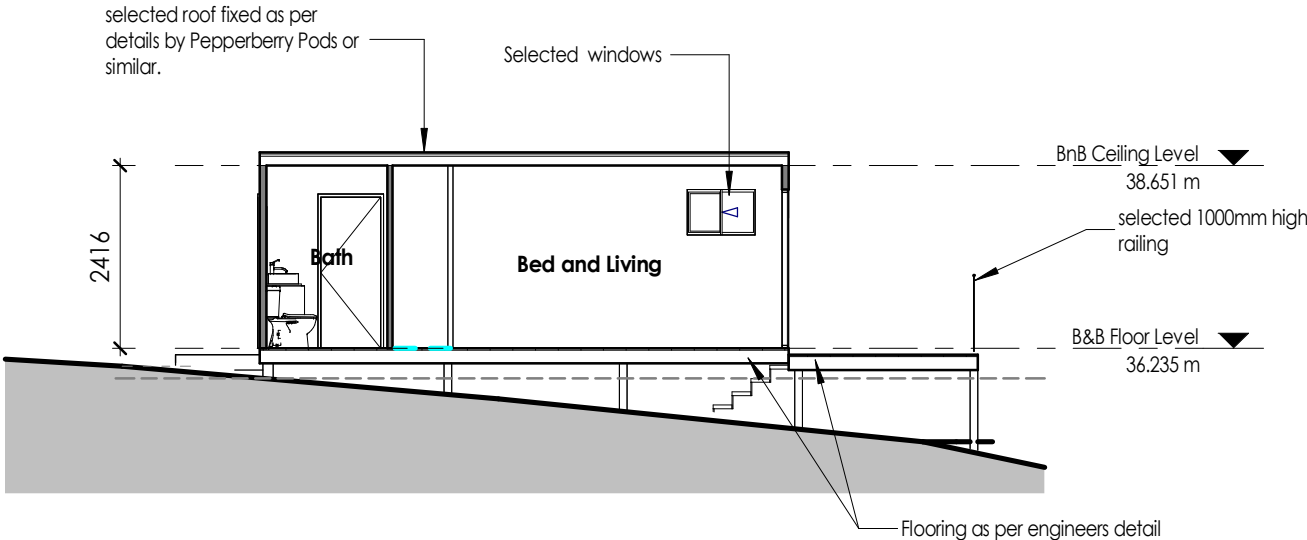 selected roof fixed as per
details by Pepperberry Pods or
similar.
Selected windows
BnB Ceiling Level
38.651 m
selected 1000mm high
railing
2416
Bath
Bed and Living
B&B Floor Level
36.235 m
Flooring as per engineers detail